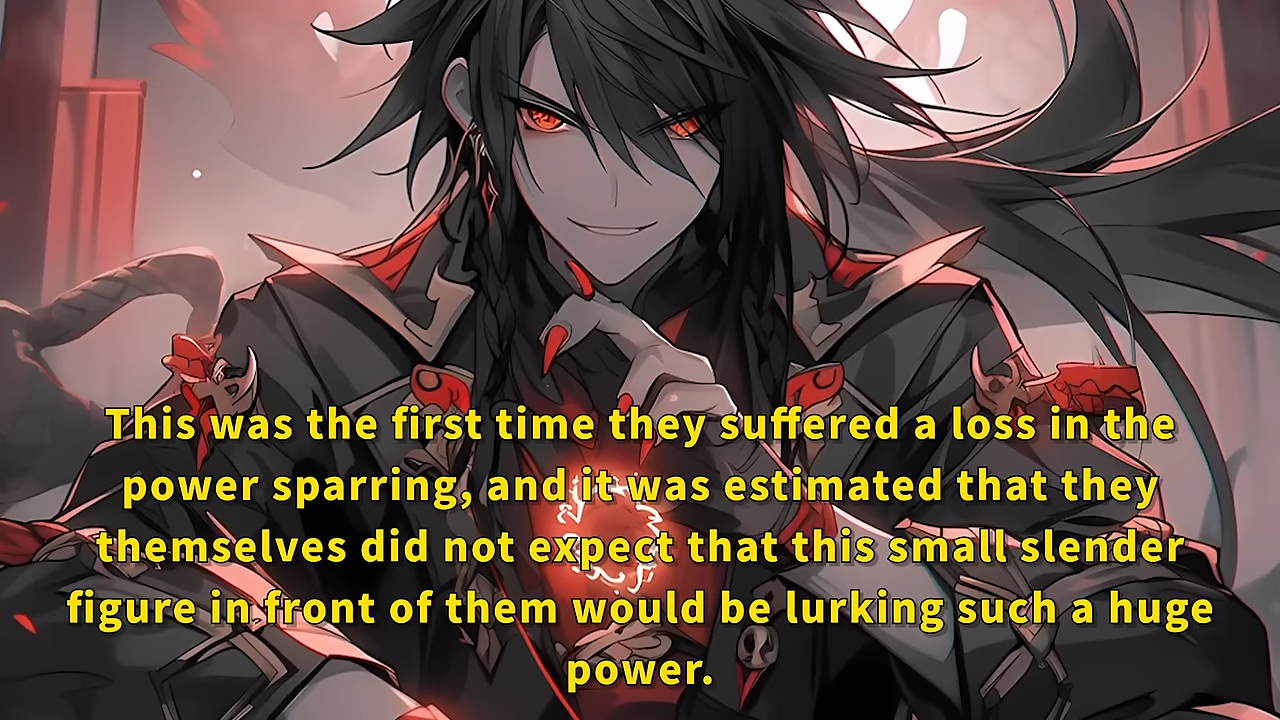 This was the first time they suffered a loss in the
power sparring, and it was estimated that they
themselves did not expect that this small slender
figure in front of them would be lurking such a huge
power.